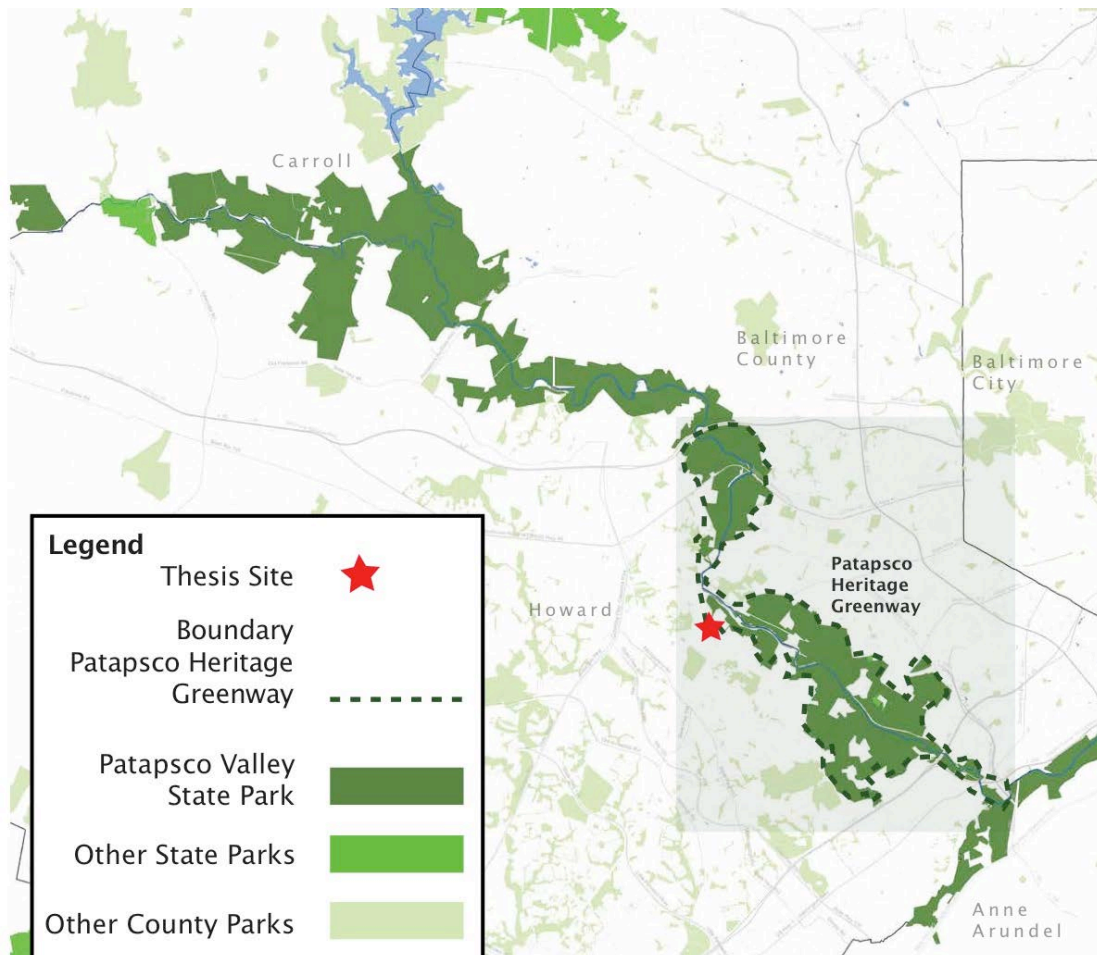 Carroll
Baltimore
County
Baltimore
City
Patapsco
Heritage
Greenway
Howard
Anne
Arundel
Legend
Thesis Site
Boundary
Patapsco Heritage
Greenway
Patapsco Valley
State Park
Other State Parks
Other County Parks